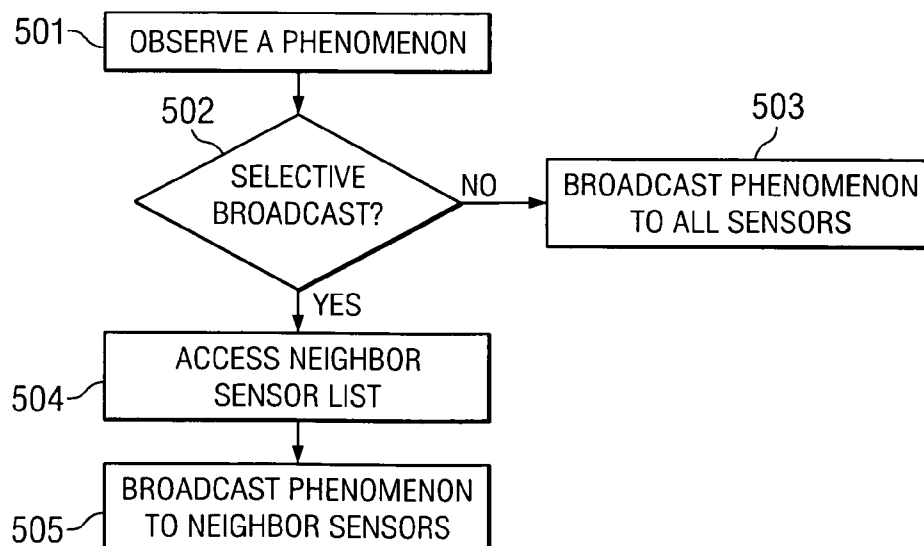 501
OBSERVE A PHENOMENON
502
SELECTIVE
BROADCAST?
NO
503
BROADCAST PHENOMENON
TO ALL SENSORS
YES
504
ACCESS NEIGHBOR
SENSOR LIST
505
BROADCAST PHENOMENON
TO NEIGHBOR SENSORS